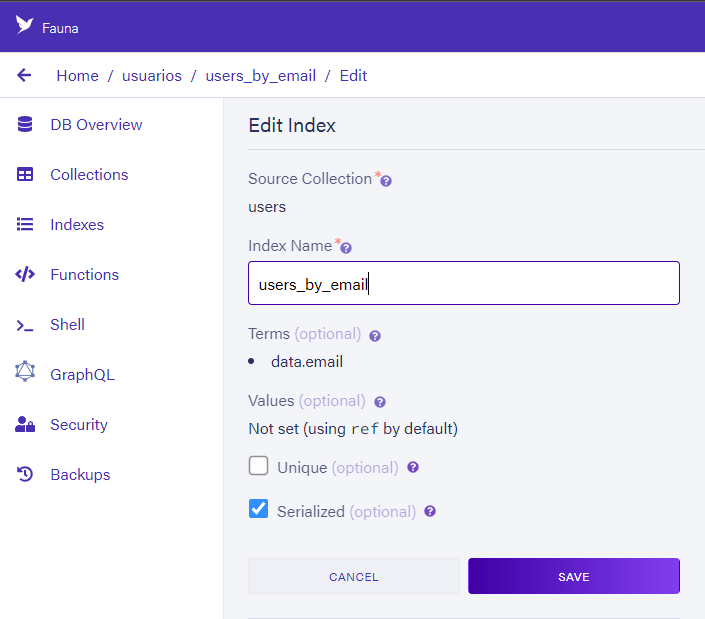 Fauna
Home / usuarios / users_by_email / Edit
DB Overview
Collections
Indexes
Functions
Shell
GraphQL
Security
Backups
Edit Index
Source Collection *
users
Index Name *
users_by_email
Terms (optional)
• data.email
Values (optional)
Not set (using ref by default)
Unique (optional)
Serialized (optional)
CANCEL
SAVE